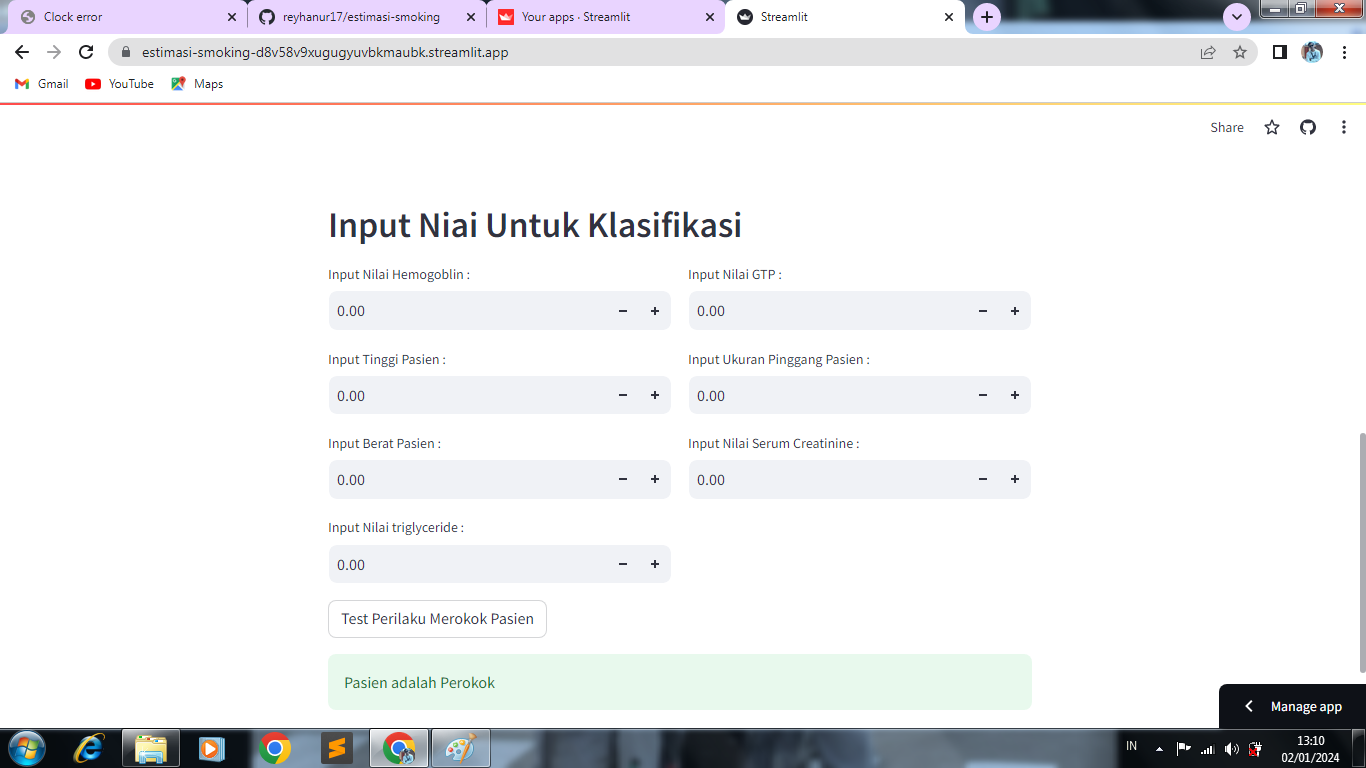 Clock error
reyhanur17/estimasi-smoking
Your apps · Streamlit
Streamlit
estimasi-smoking-d8v58v9xugugyuvbkmaubk.streamlit.app
Gmail
YouTube
Maps
Share
Input Niai Untuk Klasifikasi
Input Nilai Hemogoblin :
Input Nilai GTP :
0.00
0.00
Input Tinggi Pasien :
Input Ukuran Pinggang Pasien :
0.00
0.00
Input Berat Pasien :
Input Nilai Serum Creatinine :
0.00
0.00
Input Nilai triglyceride :
0.00
Test Perilaku Merokok Pasien
Pasien adalah Perokok
Manage app
IN
13:10
02/01/2024